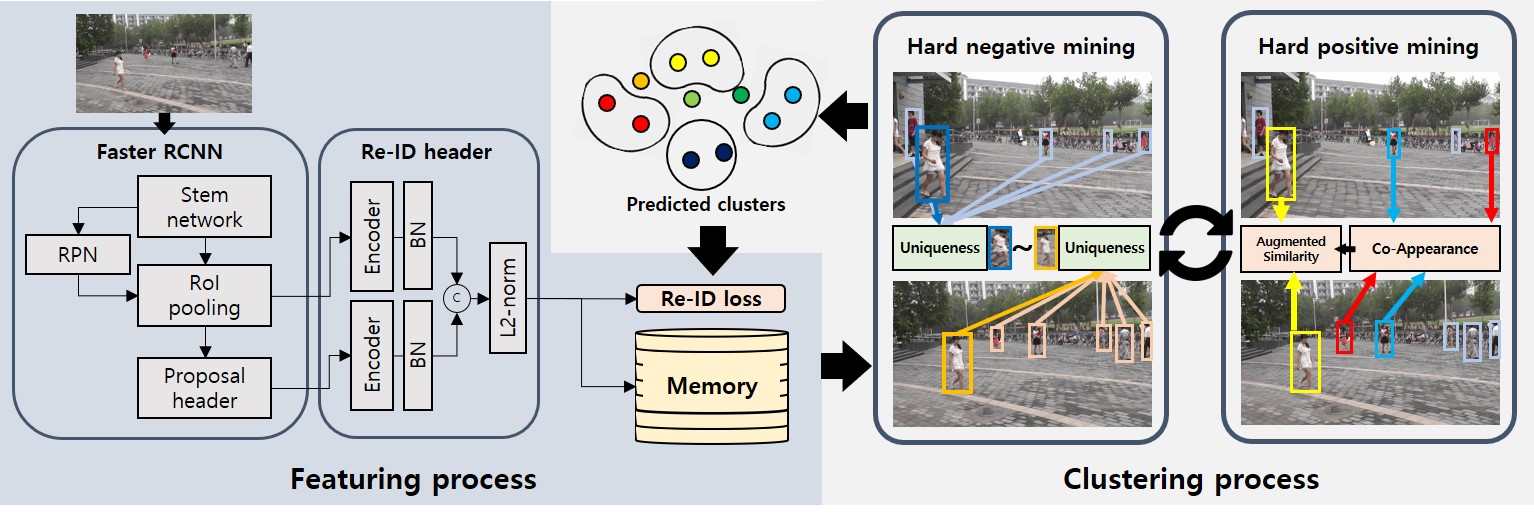 Faster RCNN
Stem
network
RPN
RoI
pooling
Proposal
header
Re-ID header
Encoder
BN
Encoder
BN
C
L2-norm
Predicted clusters
Re-ID loss
Memory
Featuring process
Hard negative mining
Uniqueness
~
Uniqueness
Hard positive mining
Augmented
Similarity
Co-Appearance
Clustering process